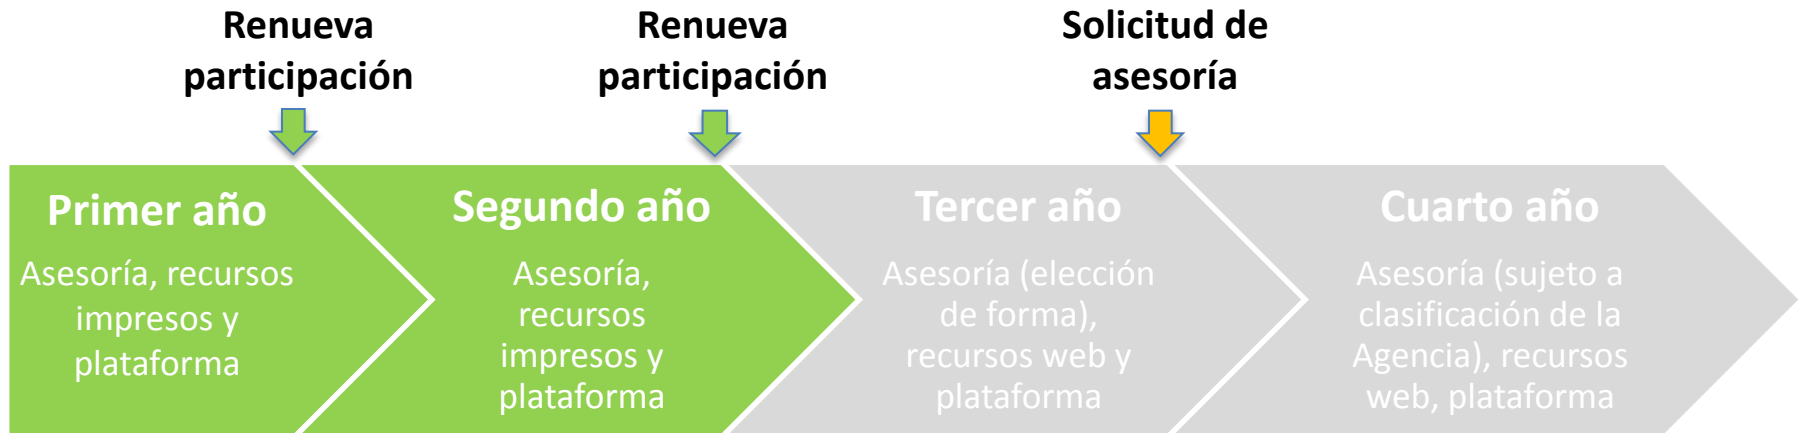 Renueva
participación
Renueva
participación
Solicitud de
asesoría
Primer año
Asesoría, recursos
impresos y
plataforma
Segundo año
Asesoría,
recursos
impresos y
plataforma
Tercer año
Asesoría (elección
de forma),
recursos web y
plataforma
Cuarto año
Asesoría (sujeto a
clasificación de la
Agencia), recursos
web, plataforma